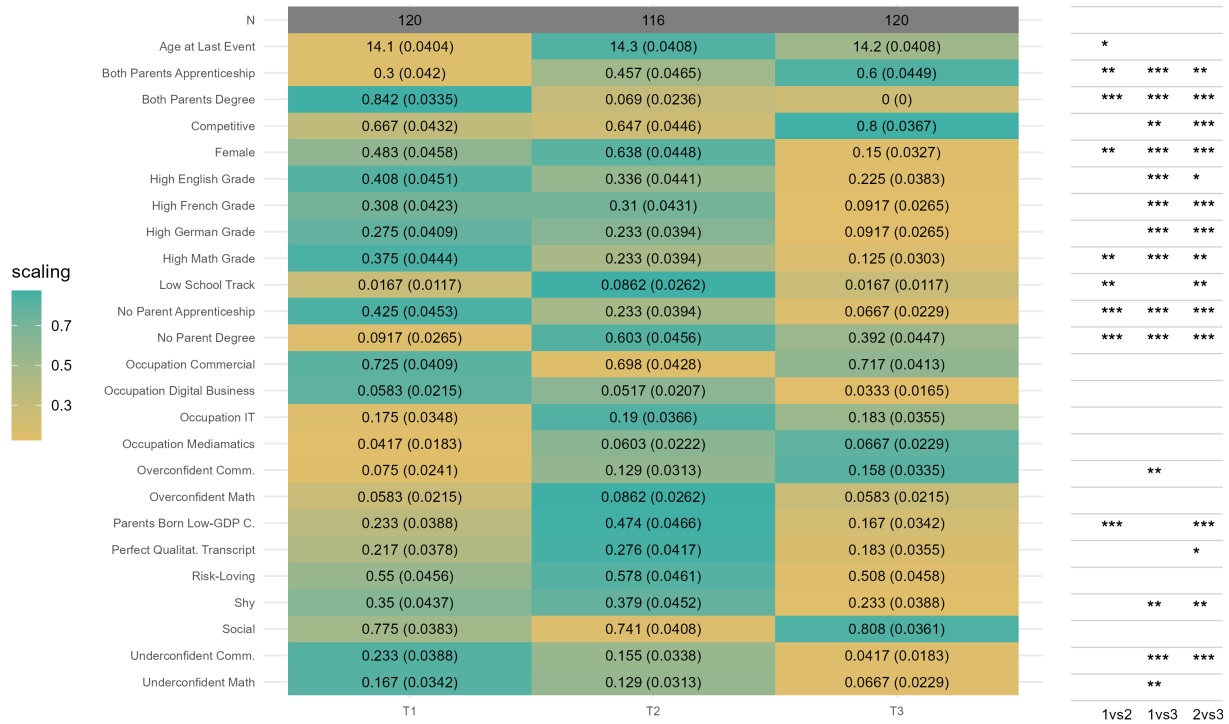 N 120 116 120
Age at Last Event 14.1 (0.0404) 14.3 (0.0408) 14.2 (0.0408) *
Both Parents Apprenticeship 0.3 (0.042) 0.457 (0.0465) 0.6 (0.0449) ** *** **
Both Parents Degree 0.842 (0.0335) 0.069 (0.0236) 0 (0) *** *** ***
Competitive 0.667 (0.0432) 0.647 (0.0446) 0.8 (0.0367) ** ***
Female 0.483 (0.0458) 0.638 (0.0448) 0.15 (0.0327) ** *** ***
High English Grade 0.408 (0.0451) 0.336 (0.0441) 0.225 (0.0383) *** *
High French Grade 0.308 (0.0423) 0.31 (0.0431) 0.0917 (0.0265) *** ***
High German Grade 0.275 (0.0409) 0.233 (0.0394) 0.0917 (0.0265) *** ***
High Math Grade 0.375 (0.0444) 0.233 (0.0394) 0.125 (0.0303) ** *** **
Low School Track 0.0167 (0.0117) 0.0862 (0.0262) 0.0167 (0.0117) ** **
No Parent Apprenticeship 0.425 (0.0453) 0.233 (0.0394) 0.0667 (0.0229) *** *** ***
No Parent Degree 0.0917 (0.0265) 0.603 (0.0456) 0.392 (0.0447) *** *** ***
Occupation Commercial 0.725 (0.0409) 0.698 (0.0428) 0.717 (0.0413)
Occupation Digital Business 0.0583 (0.0215) 0.0517 (0.0207) 0.0333 (0.0165)
Occupation IT 0.175 (0.0348) 0.19 (0.0366) 0.183 (0.0355)
Occupation Mediamatics 0.0417 (0.0183) 0.0603 (0.0222) 0.0667 (0.0229)
Overconfident Comm. 0.075 (0.0241) 0.129 (0.0313) 0.158 (0.0335) **
Overconfident Math 0.0583 (0.0215) 0.0862 (0.0262) 0.0583 (0.0215)
Parents Born Low-GDP C. 0.233 (0.0388) 0.474 (0.0466) 0.167 (0.0342) *** ***
Perfect Qualitat. Transcript 0.217 (0.0378) 0.276 (0.0417) 0.183 (0.0355) *
Risk-Loving 0.55 (0.0456) 0.578 (0.0461) 0.508 (0.0458)
Shy 0.35 (0.0437) 0.379 (0.0452) 0.233 (0.0388) ** **
Social 0.775 (0.0383) 0.741 (0.0408) 0.808 (0.0361)
Underconfident Comm. 0.233 (0.0388) 0.155 (0.0338) 0.0417 (0.0183) *** ***
Underconfident Math 0.167 (0.0342) 0.129 (0.0313) 0.0667 (0.0229) **
T1 T2 T3 1vs2 1vs3 2vs3
scaling
0.7
0.5
0.3